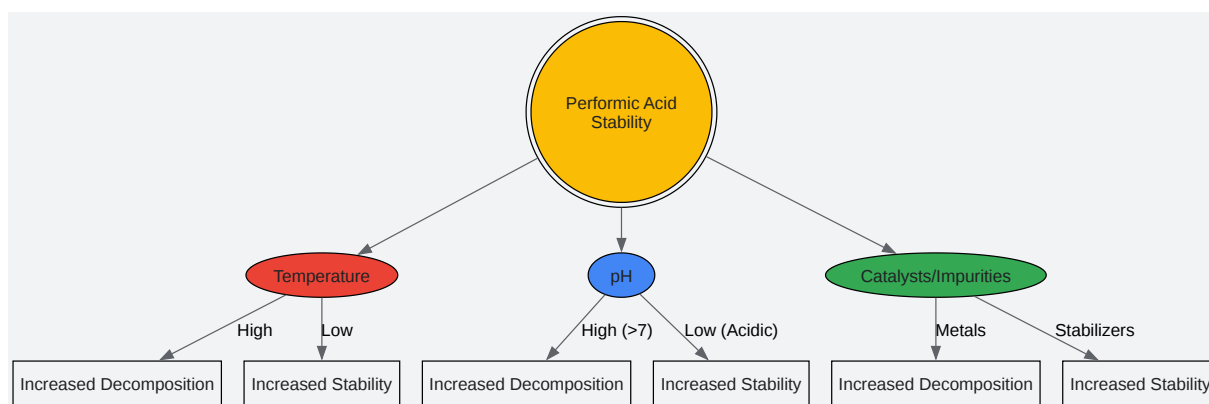 Performic Acid
Stability
Temperature
pH
Catalysts/Impurities
High
Low
High (>7)
Low (Acidic)
Metals
Stabilizers
Increased Decomposition
Increased Stability
Increased Decomposition
Increased Stability
Increased Decomposition
Increased Stability